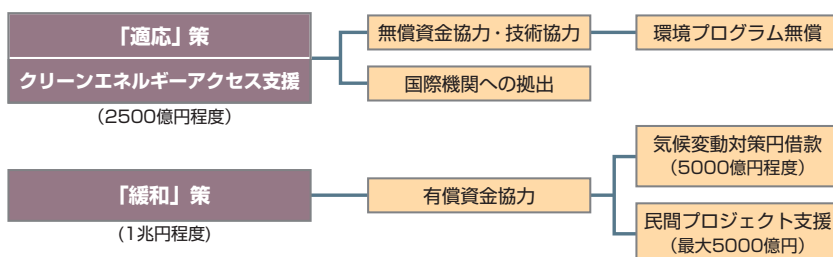 「適応」策
クリーンエネルギーアクセス支援
(2500億円程度)
無償資金協力・技術協力
環境プログラム無償
国際機関への拠出
「緩和」策
(1兆円程度)
有償資金協力
気候変動対策円借款
(5000億円程度)
民間プロジェクト支援
(最大5000億円)